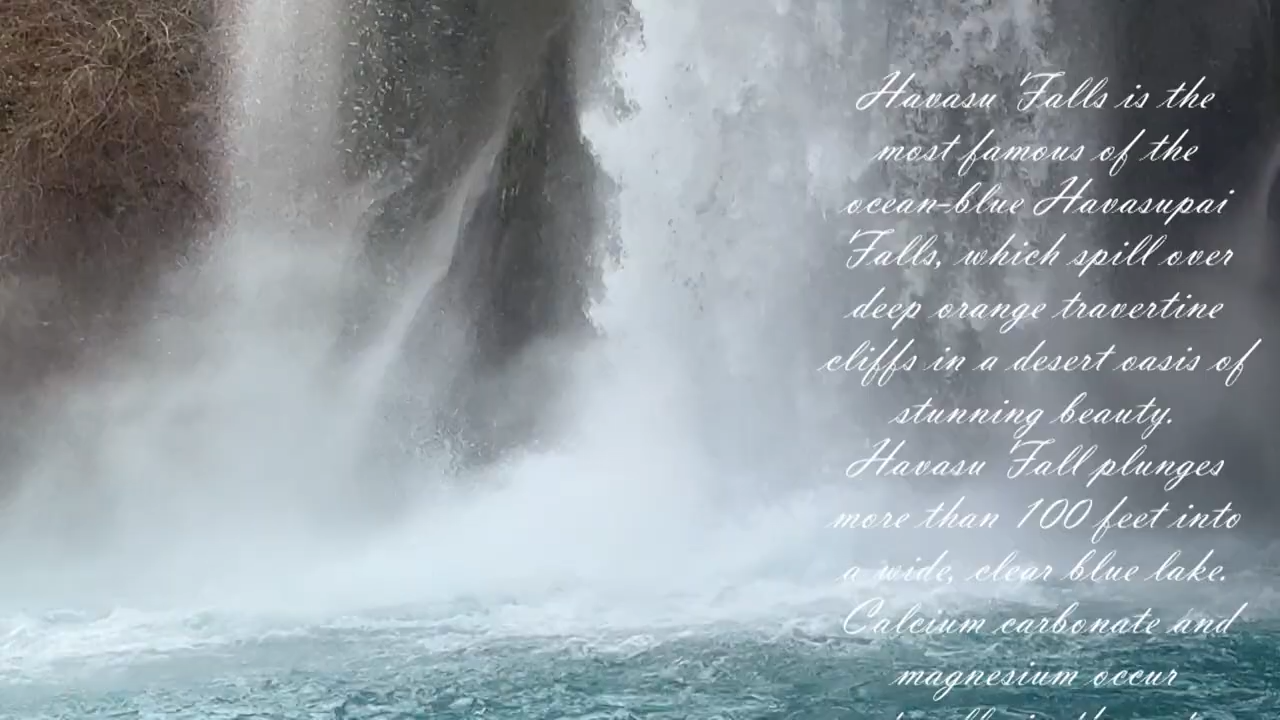 Havasu Falls is the
most famous of the
ocean-blue Havasupai
Falls, which spill over
deep orange travertine
cliffs in a desert oasis of
stunning beauty.
Havasu Fall plunges
more than 100 feet into
a wide, clear blue lake.
Calcium carbonate and
magnesium occur